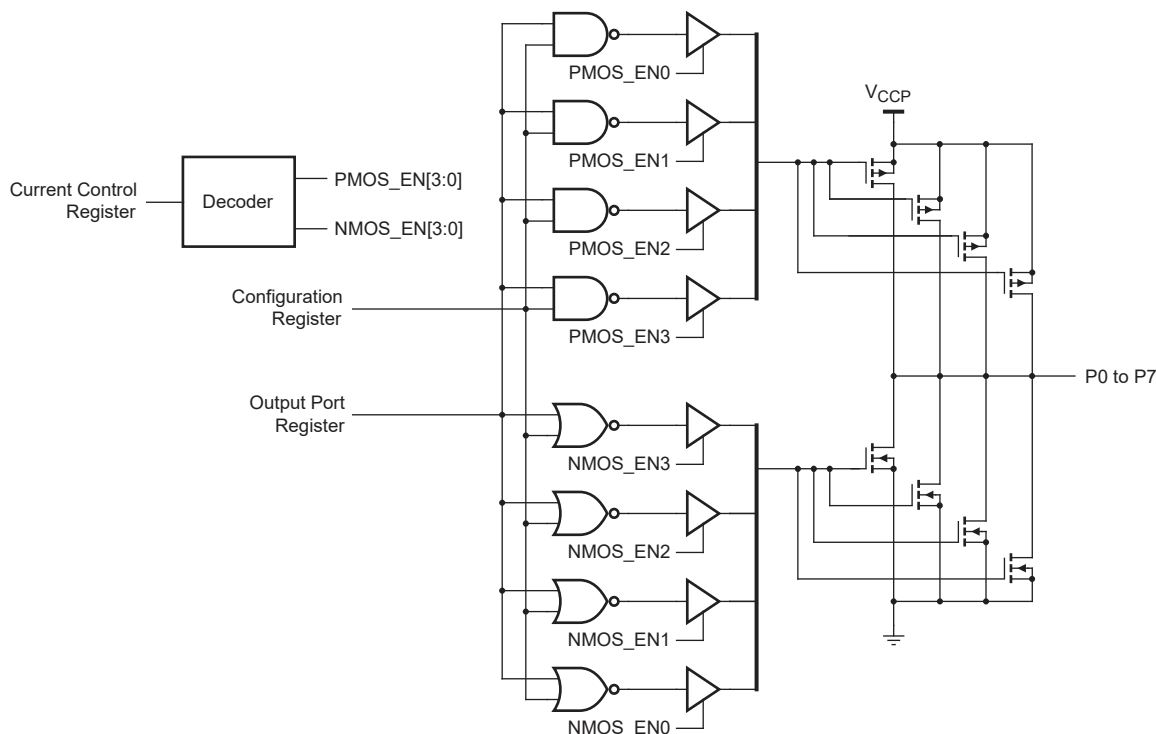 PMOS_EN0
V_CCP
PMOS_EN1
Current Control
Register
Decoder
PMOS_EN[3:0]
NMOS_EN[3:0]
PMOS_EN2
Configuration
Register
PMOS_EN3
P0 to P7
Output Port
Register
NMOS_EN3
NMOS_EN2
NMOS_EN1
NMOS_EN0